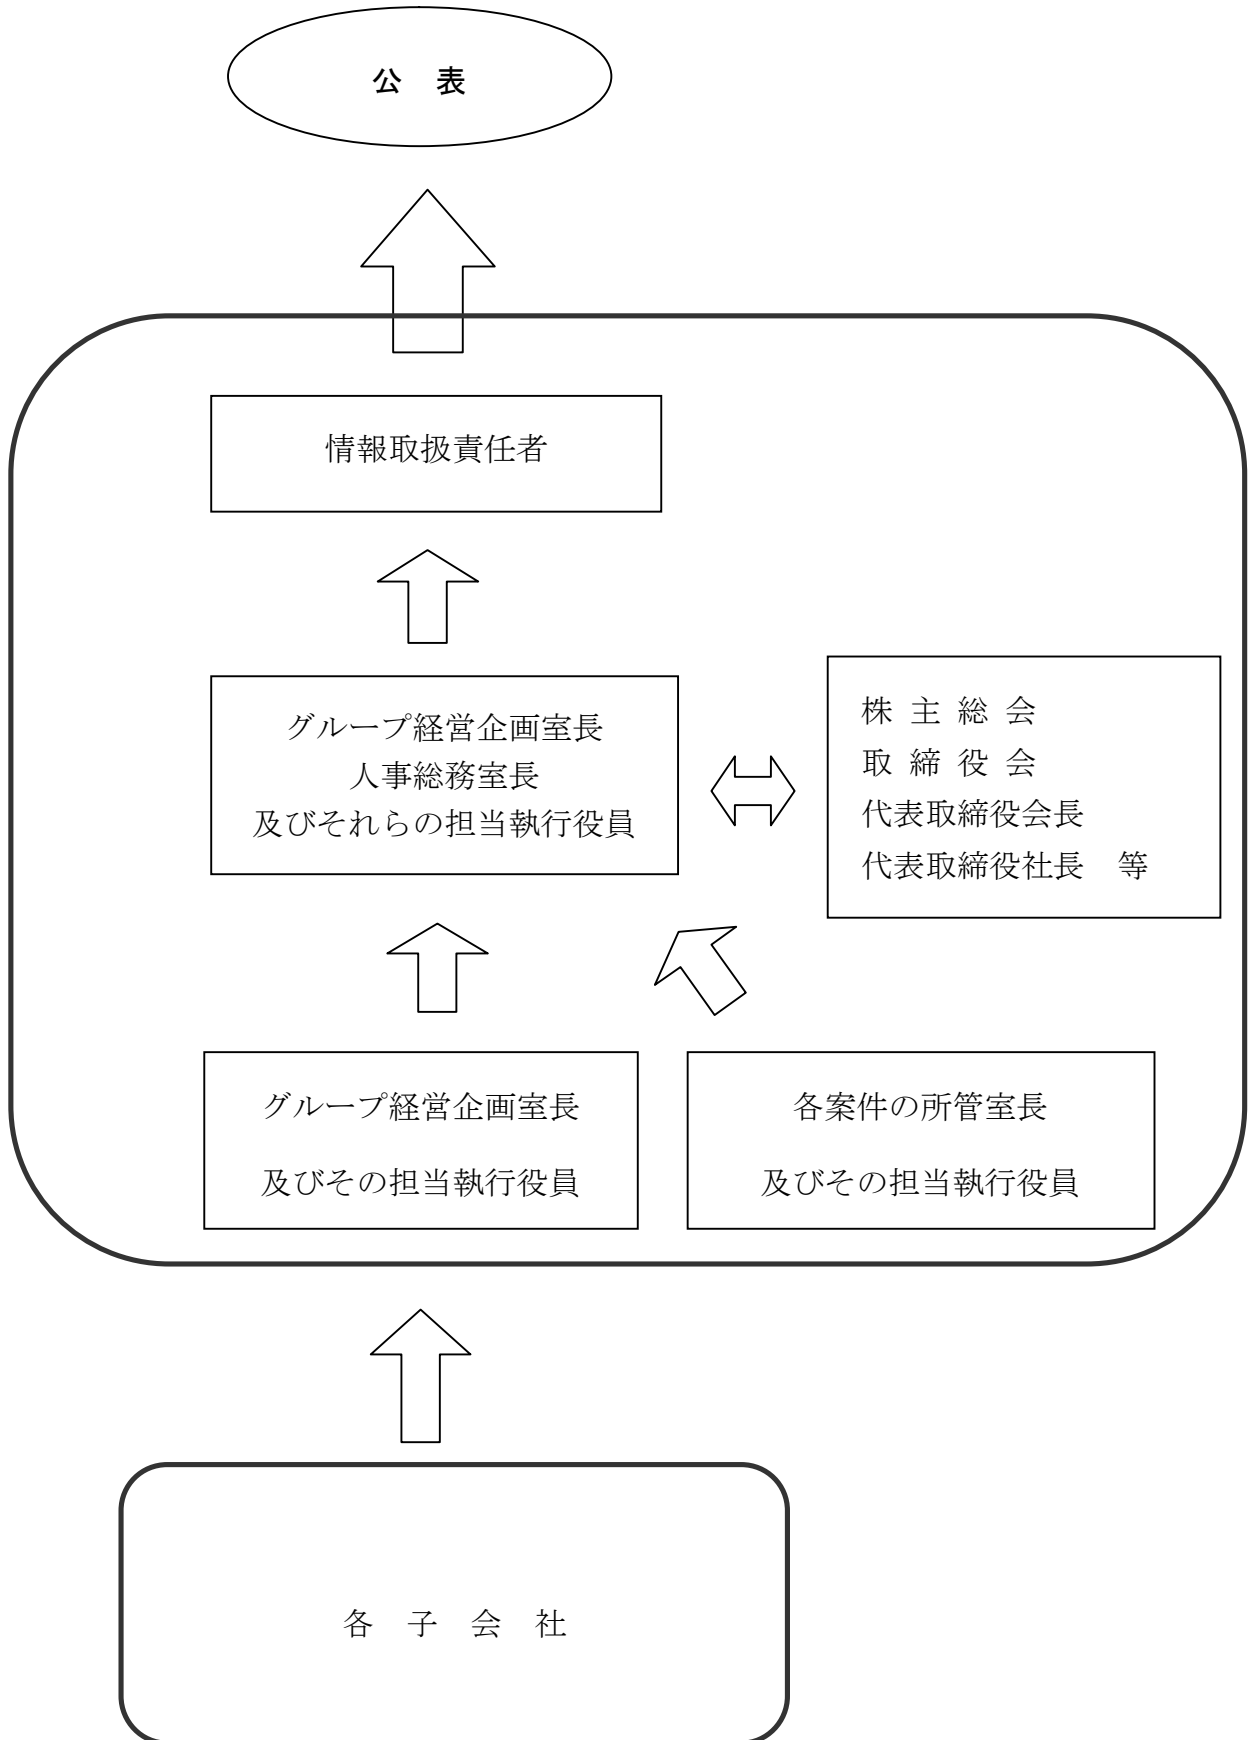 公 表
情報取扱責任者
グループ経営企画室長
人事総務室長
及びそれらの担当執行役員
株 主 総 会
取 締 役 会
代表取締役会長
代表取締役社長 等
グループ経営企画室長
及びその担当執行役員
各案件の所管室長
及びその担当執行役員
各 子 会 社